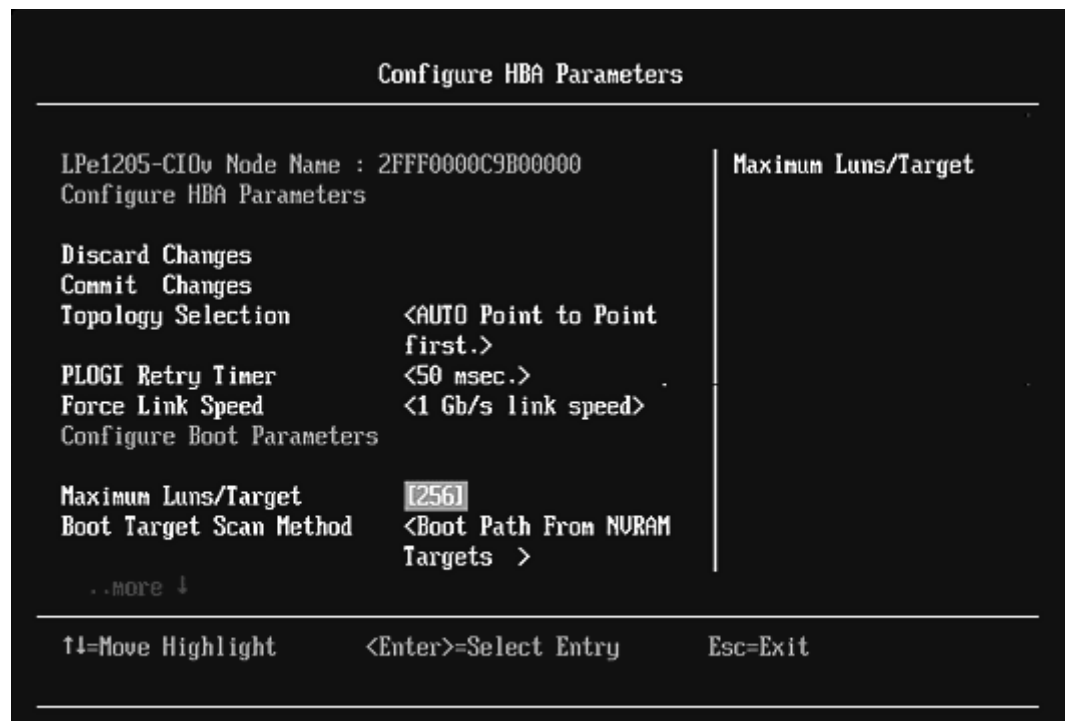 Configure HBA Parameters
LPe1205-CIOv Node Name : 2FFF0000C9B00000
Maximum Luns/Target
Configure HBA Parameters
Discard Changes
Commit  Changes
Topology Selection <AUTO Point to Point
first.>
PLOGI Retry Timer <50 msec.>
Force Link Speed <1 Gb/s link speed>
Configure Boot Parameters
Maximum Luns/Target [256]
Boot Target Scan Method <Boot Path From NVRAM
Targets  >
..more ↓
↑↓=Move Highlight <Enter>=Select Entry Esc=Exit